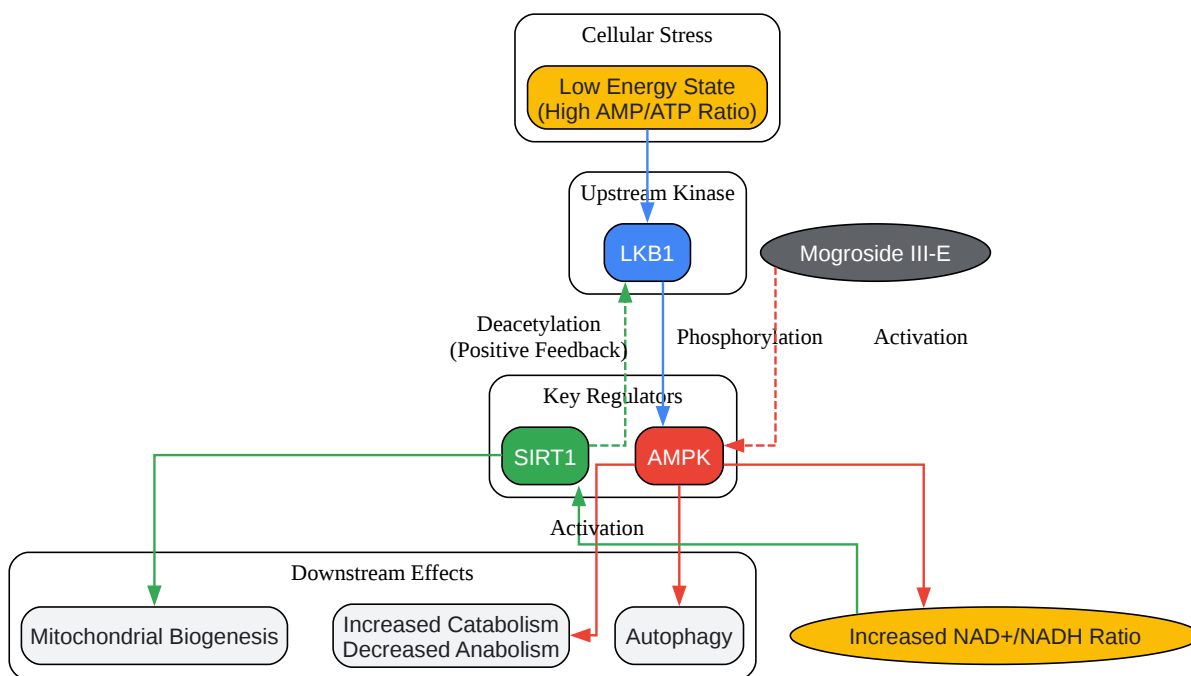 Cellular Stress
Low Energy State
(High AMP/ATP Ratio)
Upstream Kinase
LKB1
Mogroside III-E
Deacetylation
(Positive Feedback)
Phosphorylation
Activation
Key Regulators
SIRT1
AMPK
Activation
Downstream Effects
Mitochondrial Biogenesis
Increased Catabolism
Decreased Anabolism
Autophagy
Increased NAD+/NADH Ratio